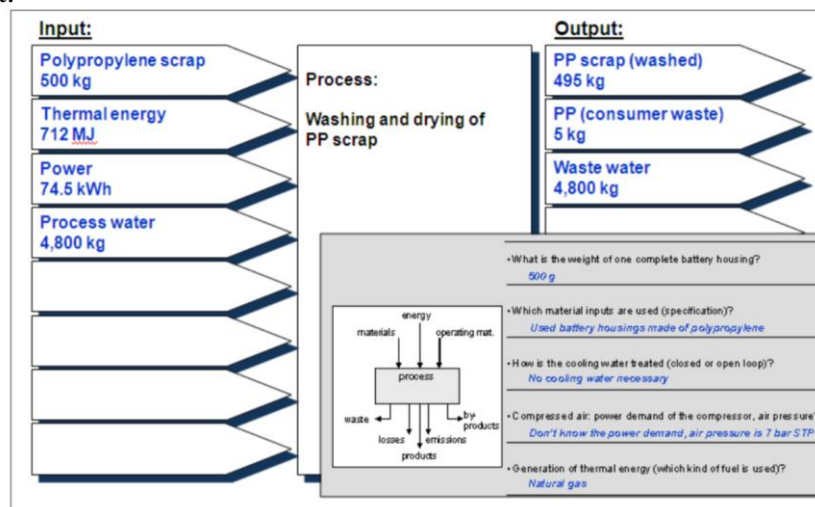 Input:
Polypropylene scrap
500 kg
Thermal energy
712 MJ
Power
74.5 kWh
Process water
4,800 kg
Process:
Washing and drying of
PP scrap
Output:
PP scrap (washed)
495 kg
PP (consumer waste)
5 kg
Waste water
4,800 kg
energy
materials
operating mat.
process
waste
by-
products
losses
emissions
products
•What is the weight of one complete battery housing?
500 g
•Which material inputs are used (specification)?
Used battery housings made of polypropylene
•How is the cooling water treated (closed or open loop)?
No cooling water necessary
•Compressed air: power demand of the compressor, air pressure?
Don't know the power demand, air pressure is 7 bar STP
•Generation of thermal energy (which kind of fuel is used)?
Natural gas